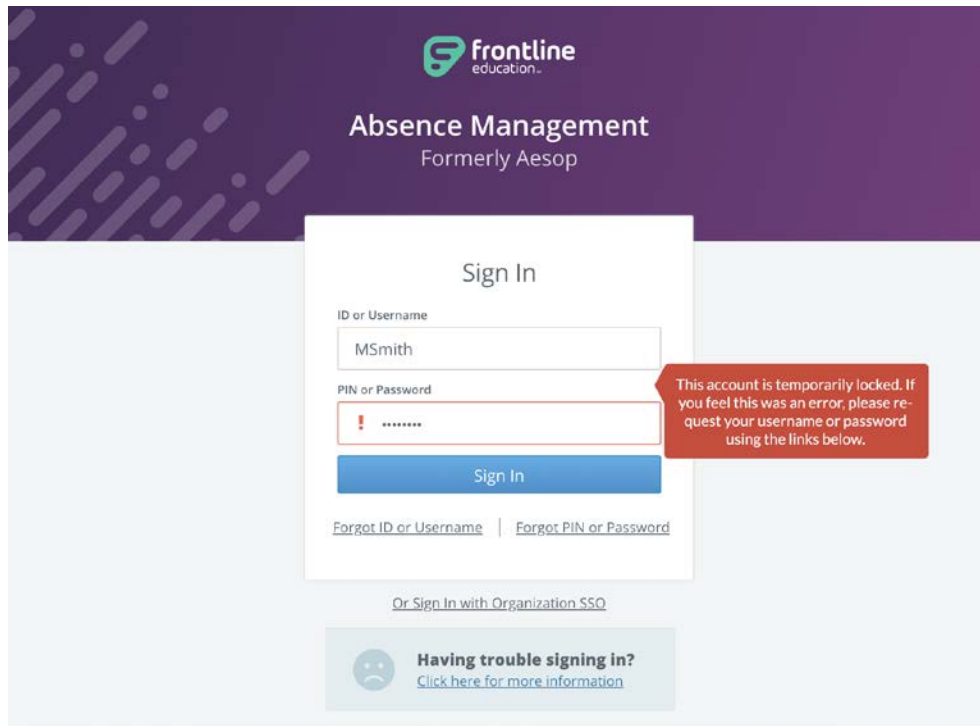 frontline
education™
Absence Management
Formerly Aesop
Sign In
ID or Username
MSmith
PIN or Password
This account is temporarily locked. If
you feel this was an error, please re-
quest your username or password
using the links below.
! ••••••••
Sign In
Forgot ID or Username | Forgot PIN or Password
Or Sign In with Organization SSO
Having trouble signing in?
Click here for more information